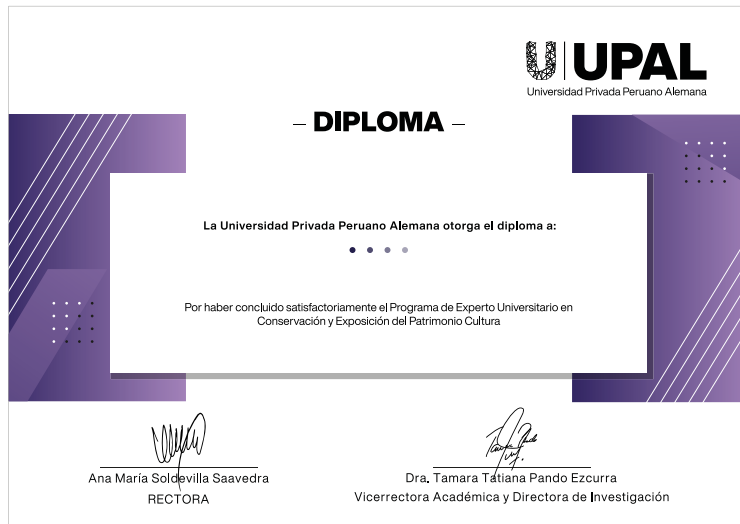 UPAL
Universidad Privada Peruano Alemana
– DIPLOMA –
La Universidad Privada Peruano Alemana otorga el diploma a:
Por haber concluido satisfactoriamente el Programa de Experto Universitario en
Conservación y Exposición del Patrimonio Cultura
Ana María Soldevilla Saavedra
RECTORA
Dra. Tamara Tatiana Pando Ezcurra
Vicerrectora Académica y Directora de Investigación